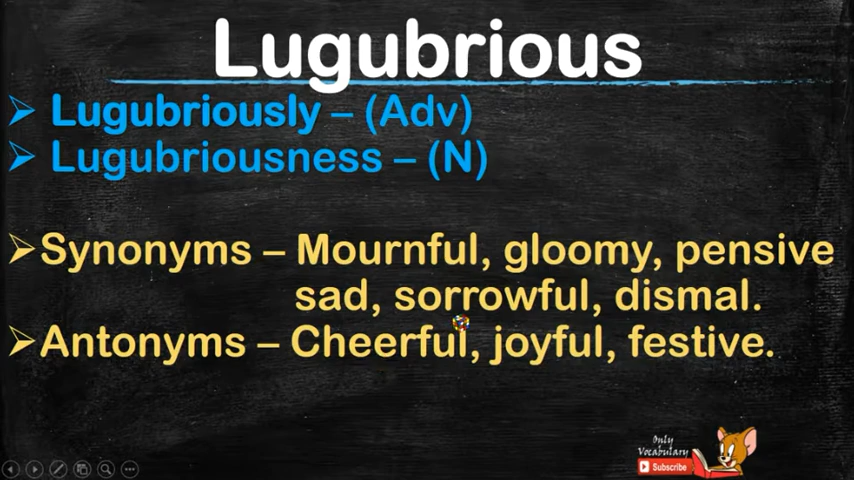 Lugubrious
Lugubriously – (Adv)
Lugubriousness – (N)
Synonyms – Mournful, gloomy, pensive
sad, sorrowful, dismal.
Antonyms – Cheerful, joyful, festive.
Only
Vocabulary
Subscribe